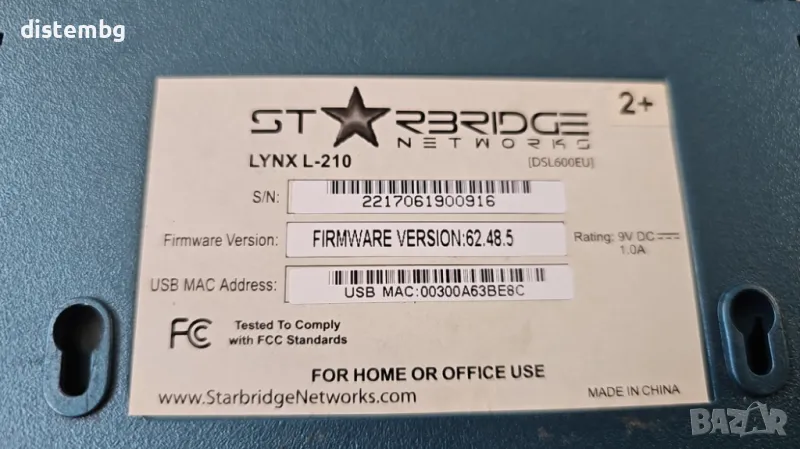 distembg
2+
ST★RBRIDGE
NETWORKS
LYNX L-210
[DSL600EU]
S/N:
2217061900916
Firmware Version:
FIRMWARE VERSION:62.48.5
Rating: 9V DC
1.0A
USB MAC Address:
USB MAC:00300A63BE8C
FC
Tested To Comply
with FCC Standards
FOR HOME OR OFFICE USE
www.StarbridgeNetworks.com
MADE IN CHINA
BAZAR